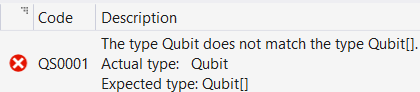 Code Description
The type Qubit does not match the type Qubit[].
QS0001 Actual type: Qubit
Expected type: Qubit[]